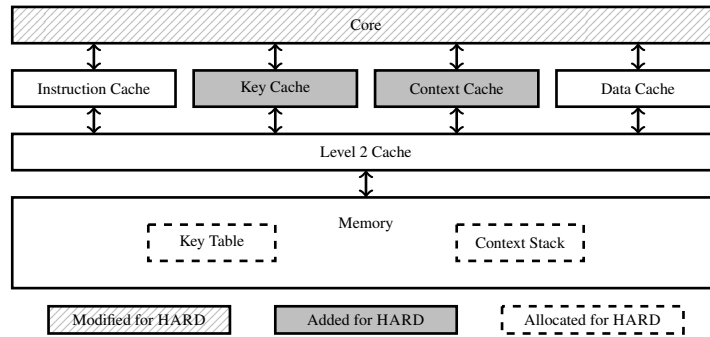 Core
Instruction Cache
Key Cache
Context Cache
Data Cache
Level 2 Cache
Memory
Key Table
Context Stack
Modified for HARD
Added for HARD
Allocated for HARD